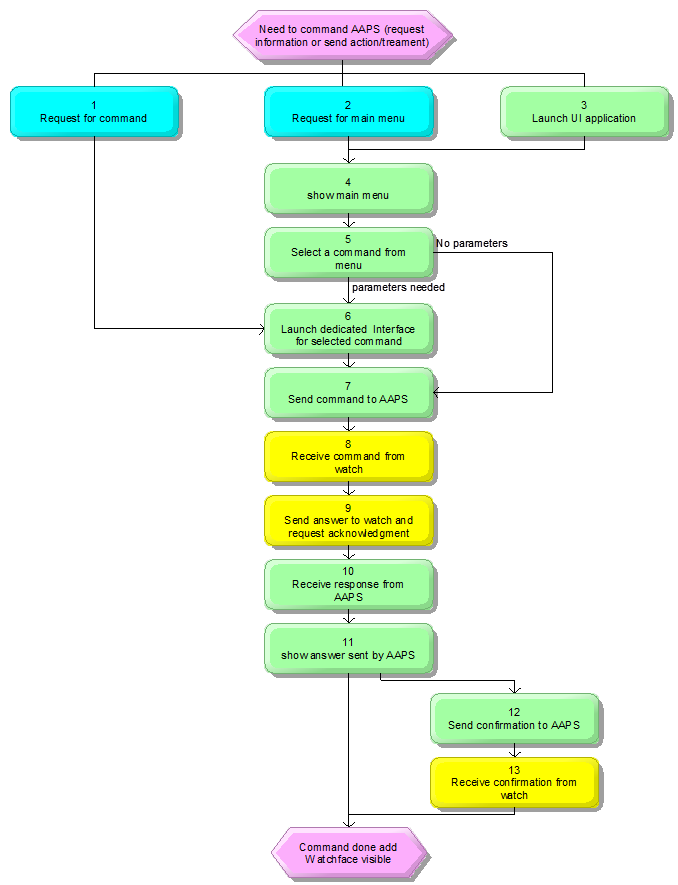 Need to command AAPS (request
information or send action/treament)
1
Request for command
2
Request for main menu
3
Launch UI application
4
show main menu
5
Select a command from
menu
No parameters
parameters needed
6
Launch dedicated Interface
for selected command
7
Send command to AAPS
8
Receive command from
watch
9
Send answer to watch and
request acknowledgment
10
Receive response from
AAPS
11
show answer sent by AAPS
12
Send confirmation to AAPS
13
Receive confirmation from
watch
Command done add
Watchface visible